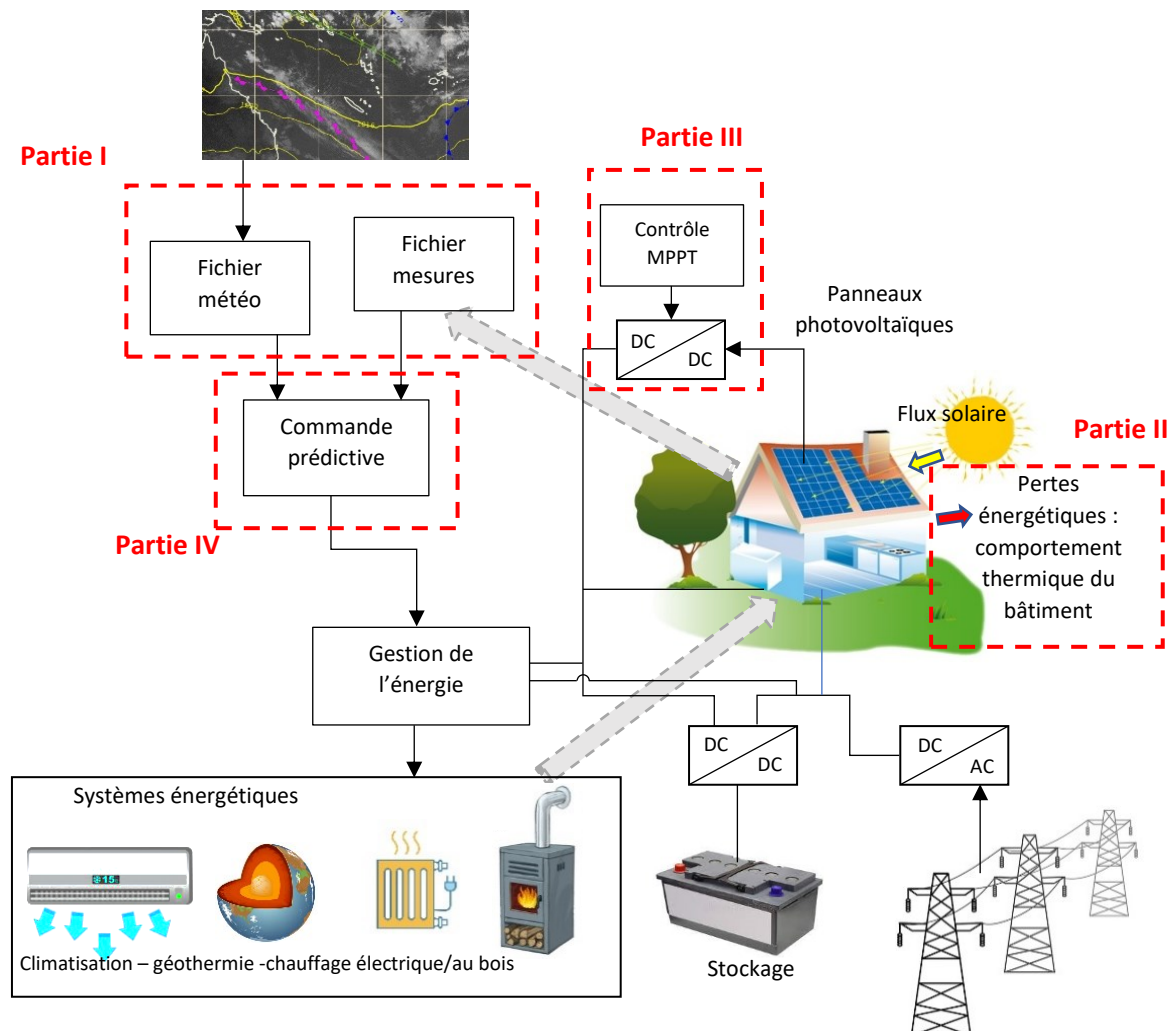 Partie I
Partie III
Fichier
météo
Fichier
mesures
Contrôle
MPPT
DC
DC
Panneaux
photovoltaïques
Flux solaire
Partie II
Pertes
énergétiques :
comportement
thermique du
bâtiment
Commande
prédictive
Partie IV
Gestion de
l'énergie
DC
DC
DC
AC
Systèmes énergétiques
15
Climatisation – géothermie -chauffage électrique/au bois
Stockage